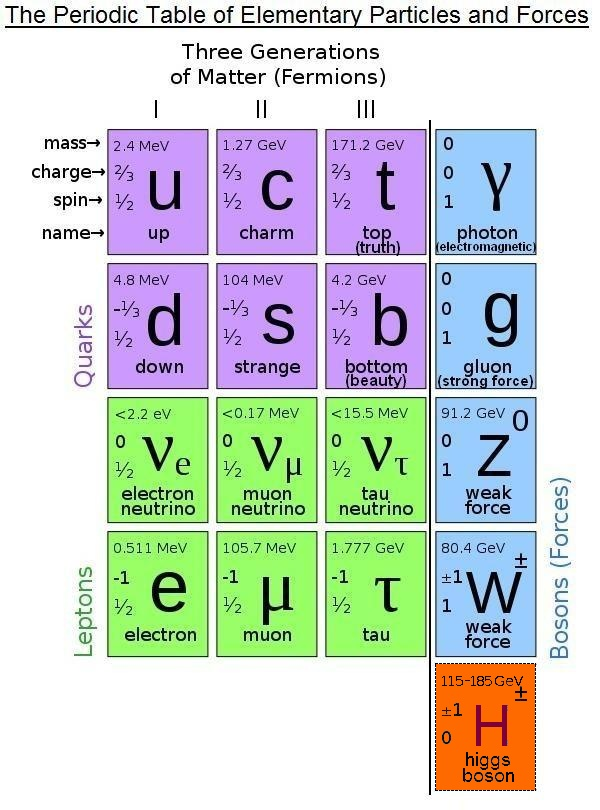 The Periodic Table of Elementary Particles and Forces
Three Generations
of Matter (Fermions)
I II III
mass→
charge→
spin→
name→
2.4 MeV
⅔
½
u
up
1.27 GeV
⅔
½
c
charm
171.2 GeV
⅔
½
t
top
(truth)
0
0
1
γ
photon
(electromagnetic)
Quarks
4.8 MeV
-⅓
½
d
down
104 MeV
-⅓
½
s
strange
4.2 GeV
-⅓
½
b
bottom
(beauty)
0
0
1
g
gluon
(strong force)
<2.2 eV
0
½
νe
electron
neutrino
<0.17 MeV
0
½
νμ
muon
neutrino
<15.5 MeV
0
½
ντ
tau
neutrino
91.2 GeV
0
1
Z0
weak
force
Leptons
0.511 MeV
-1
½
e
electron
105.7 MeV
-1
½
μ
muon
1.777 GeV
-1
½
τ
tau
80.4 GeV
±1
1
W±
weak
force
Bosons (Forces)
115-185GeV
±1
0
H±
higgs
boson